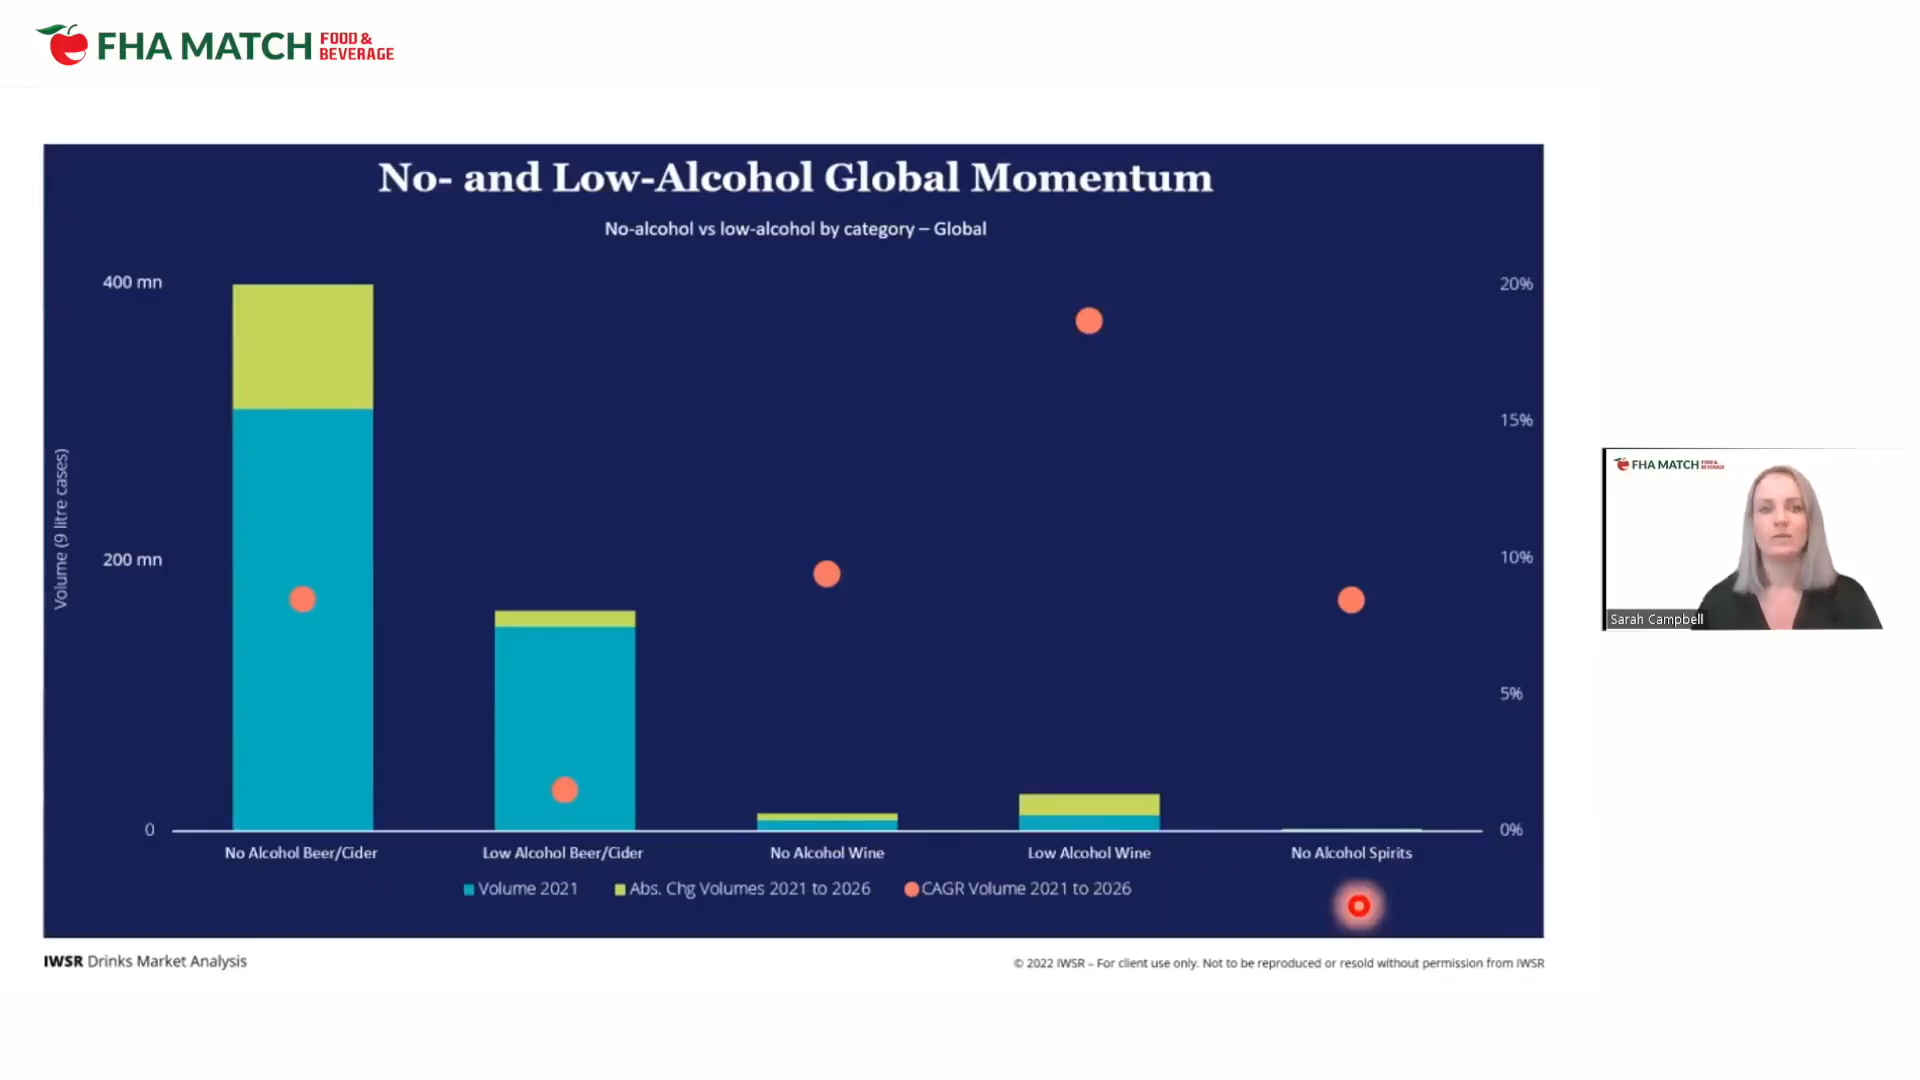 FHA MATCH FOOD & BEVERAGE
No- and Low-Alcohol Global Momentum
No-alcohol vs low-alcohol by category – Global
400 mn
20%
15%
Volume (9 litre cases)
200 mn
10%
5%
0
0%
No Alcohol Beer/Cider
Low Alcohol Beer/Cider
No Alcohol Wine
Low Alcohol Wine
No Alcohol Spirits
Volume 2021
Abs. Chg Volumes 2021 to 2026
CAGR Volume 2021 to 2026
IWSR Drinks Market Analysis
© 2022 IWSR – For client use only. Not to be reproduced or resold without permission from IWSR
FHA MATCH FOOD & BEVERAGE
Sarah Campbell